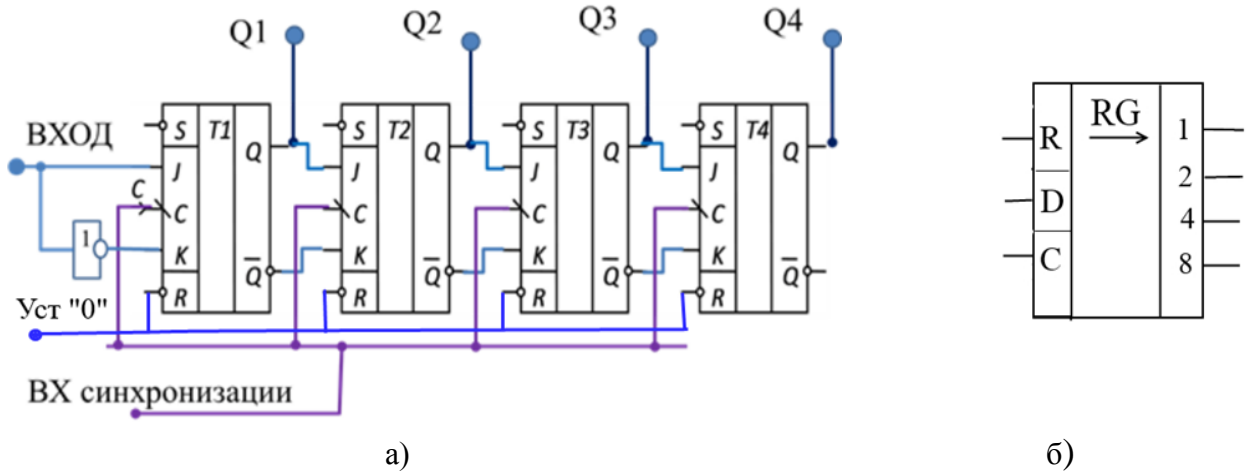 Q1 Q2 Q3 Q4
ВХОД
S T1 Q S T2 Q S T3 Q S T4 Q
J J J J
C C C C C
1 K Q̅ K Q̅ K Q̅ K Q̅
R R R R
Уст "0"
ВХ синхронизации
а)
RG
R 1
D 2
C 4
8
б)